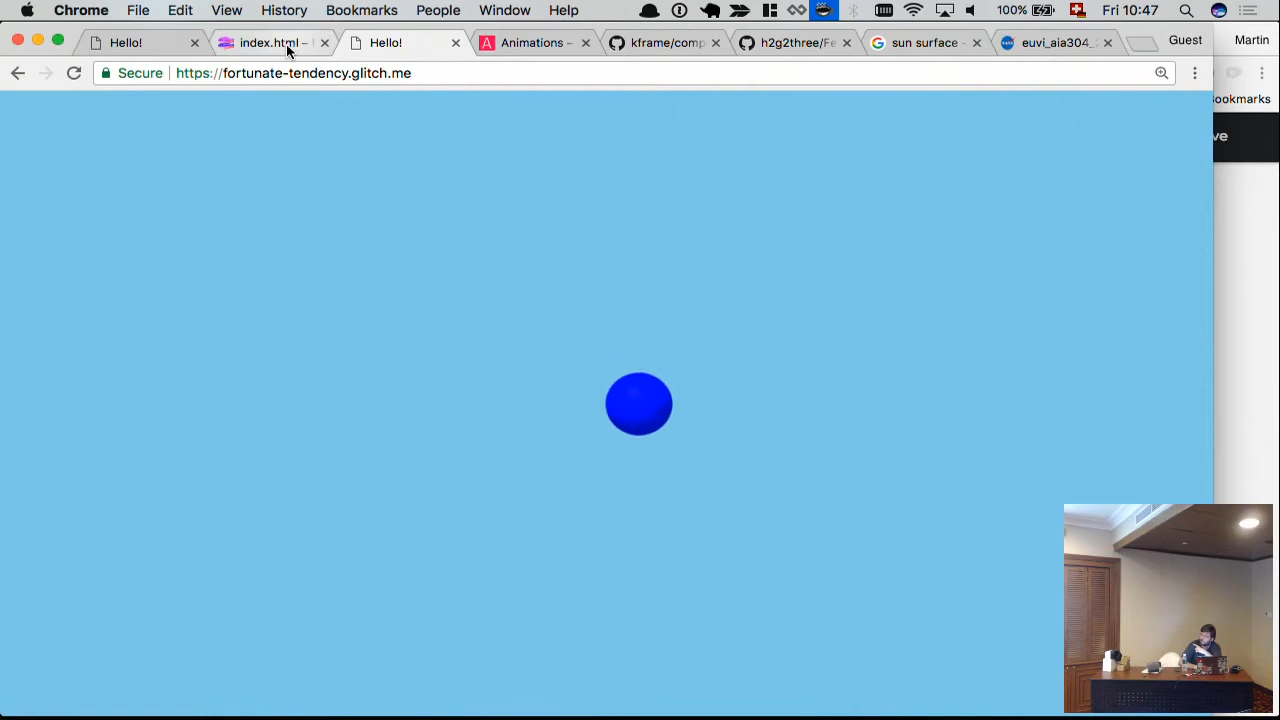 Chrome File Edit View History Bookmarks People Window Help 100% Fri 10:47
Hello! index.html – Hello! Animations – kframe/comp h2g2three/Fe sun surface - euvi_aia304_ Guest Martin
Secure https://fortunate-tendency.glitch.me
ookmarks
ve